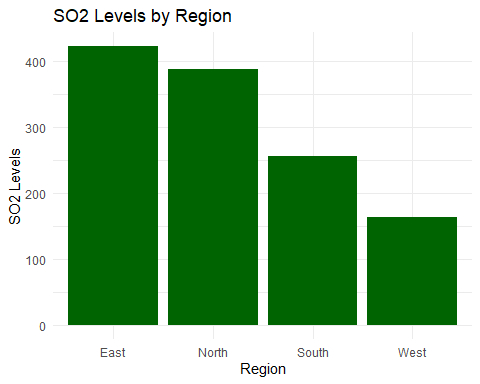 SO2 Levels by Region
SO2 Levels
400
300
200
100
0
East North South West
Region